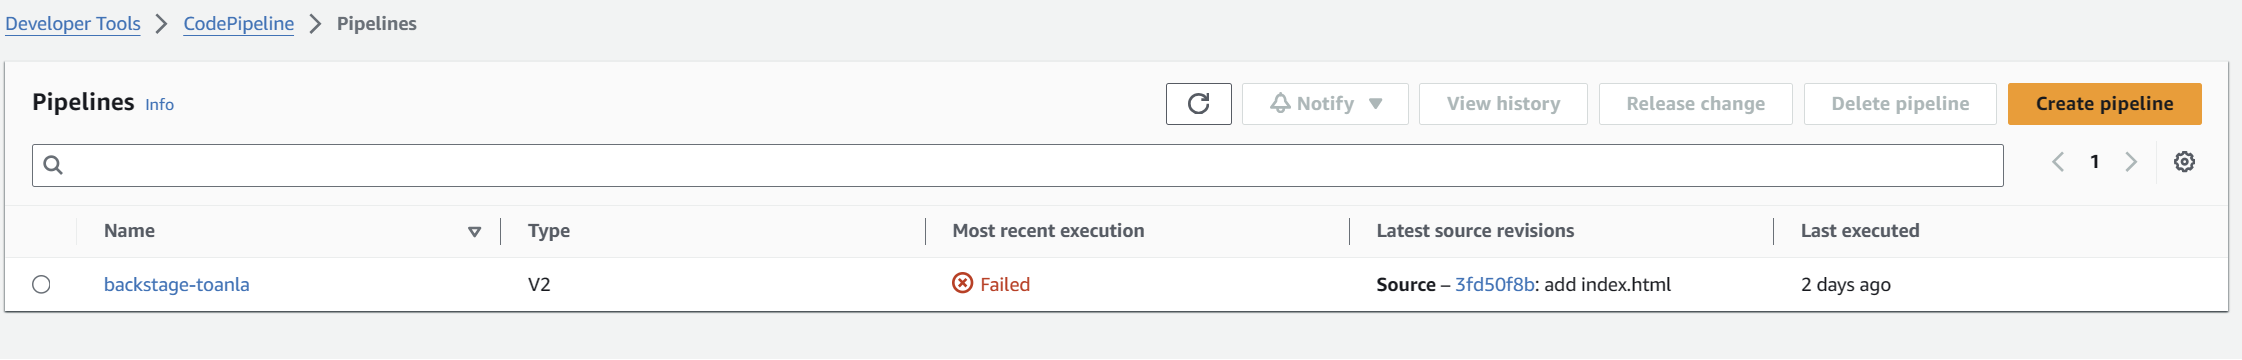 Developer Tools > CodePipeline > Pipelines
Pipelines Info Notify View history Release change Delete pipeline Create pipeline
1
Name Type Most recent execution Latest source revisions Last executed
backstage-toanla V2 Failed Source – 3fd50f8b: add index.html 2 days ago